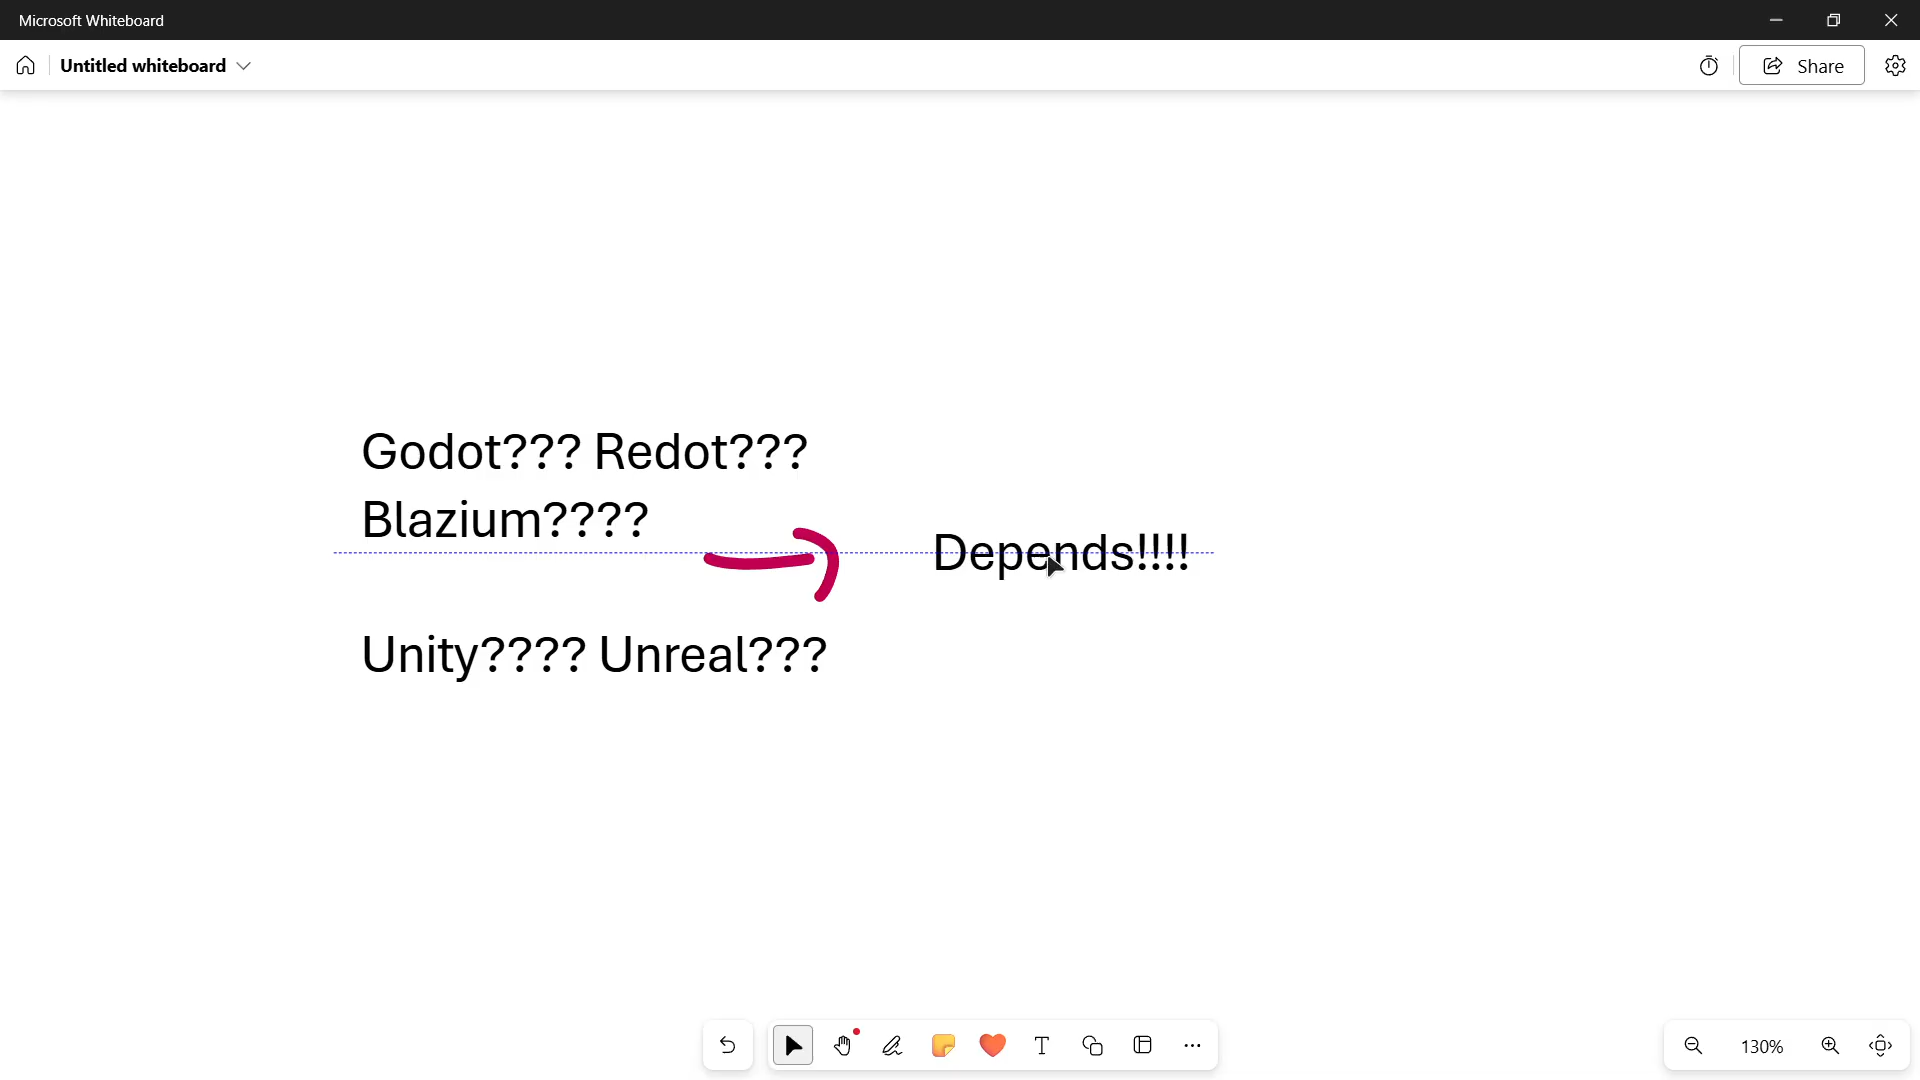 Microsoft Whiteboard
Untitled whiteboard
Share
Godot??? Redot???
Blazium????
Depends!!!!
Unity???? Unreal???
130%